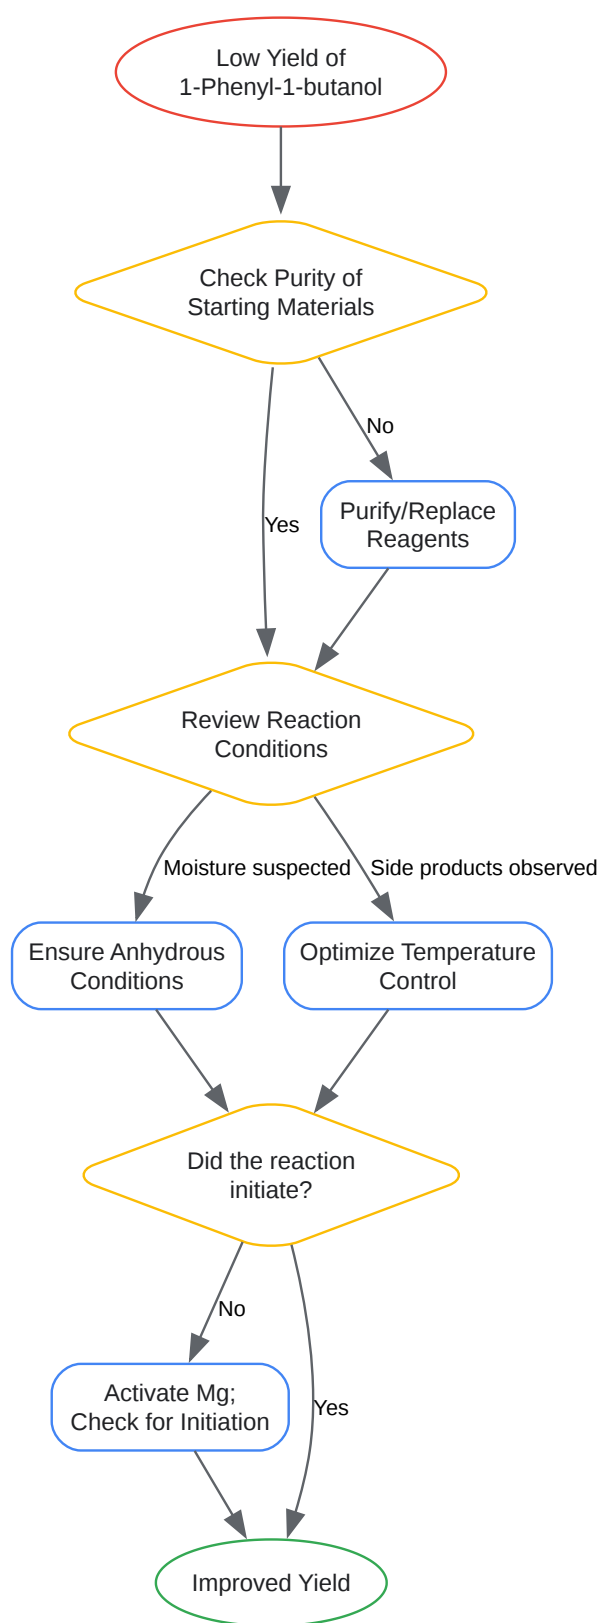 Low Yield of
1-Phenyl-1-butanol
Check Purity of
Starting Materials
No
Yes
Purify/Replace
Reagents
Review Reaction
Conditions
Moisture suspected
Side products observed
Ensure Anhydrous
Conditions
Optimize Temperature
Control
Did the reaction
initiate?
No
Activate Mg;
Check for Initiation
Yes
Improved Yield